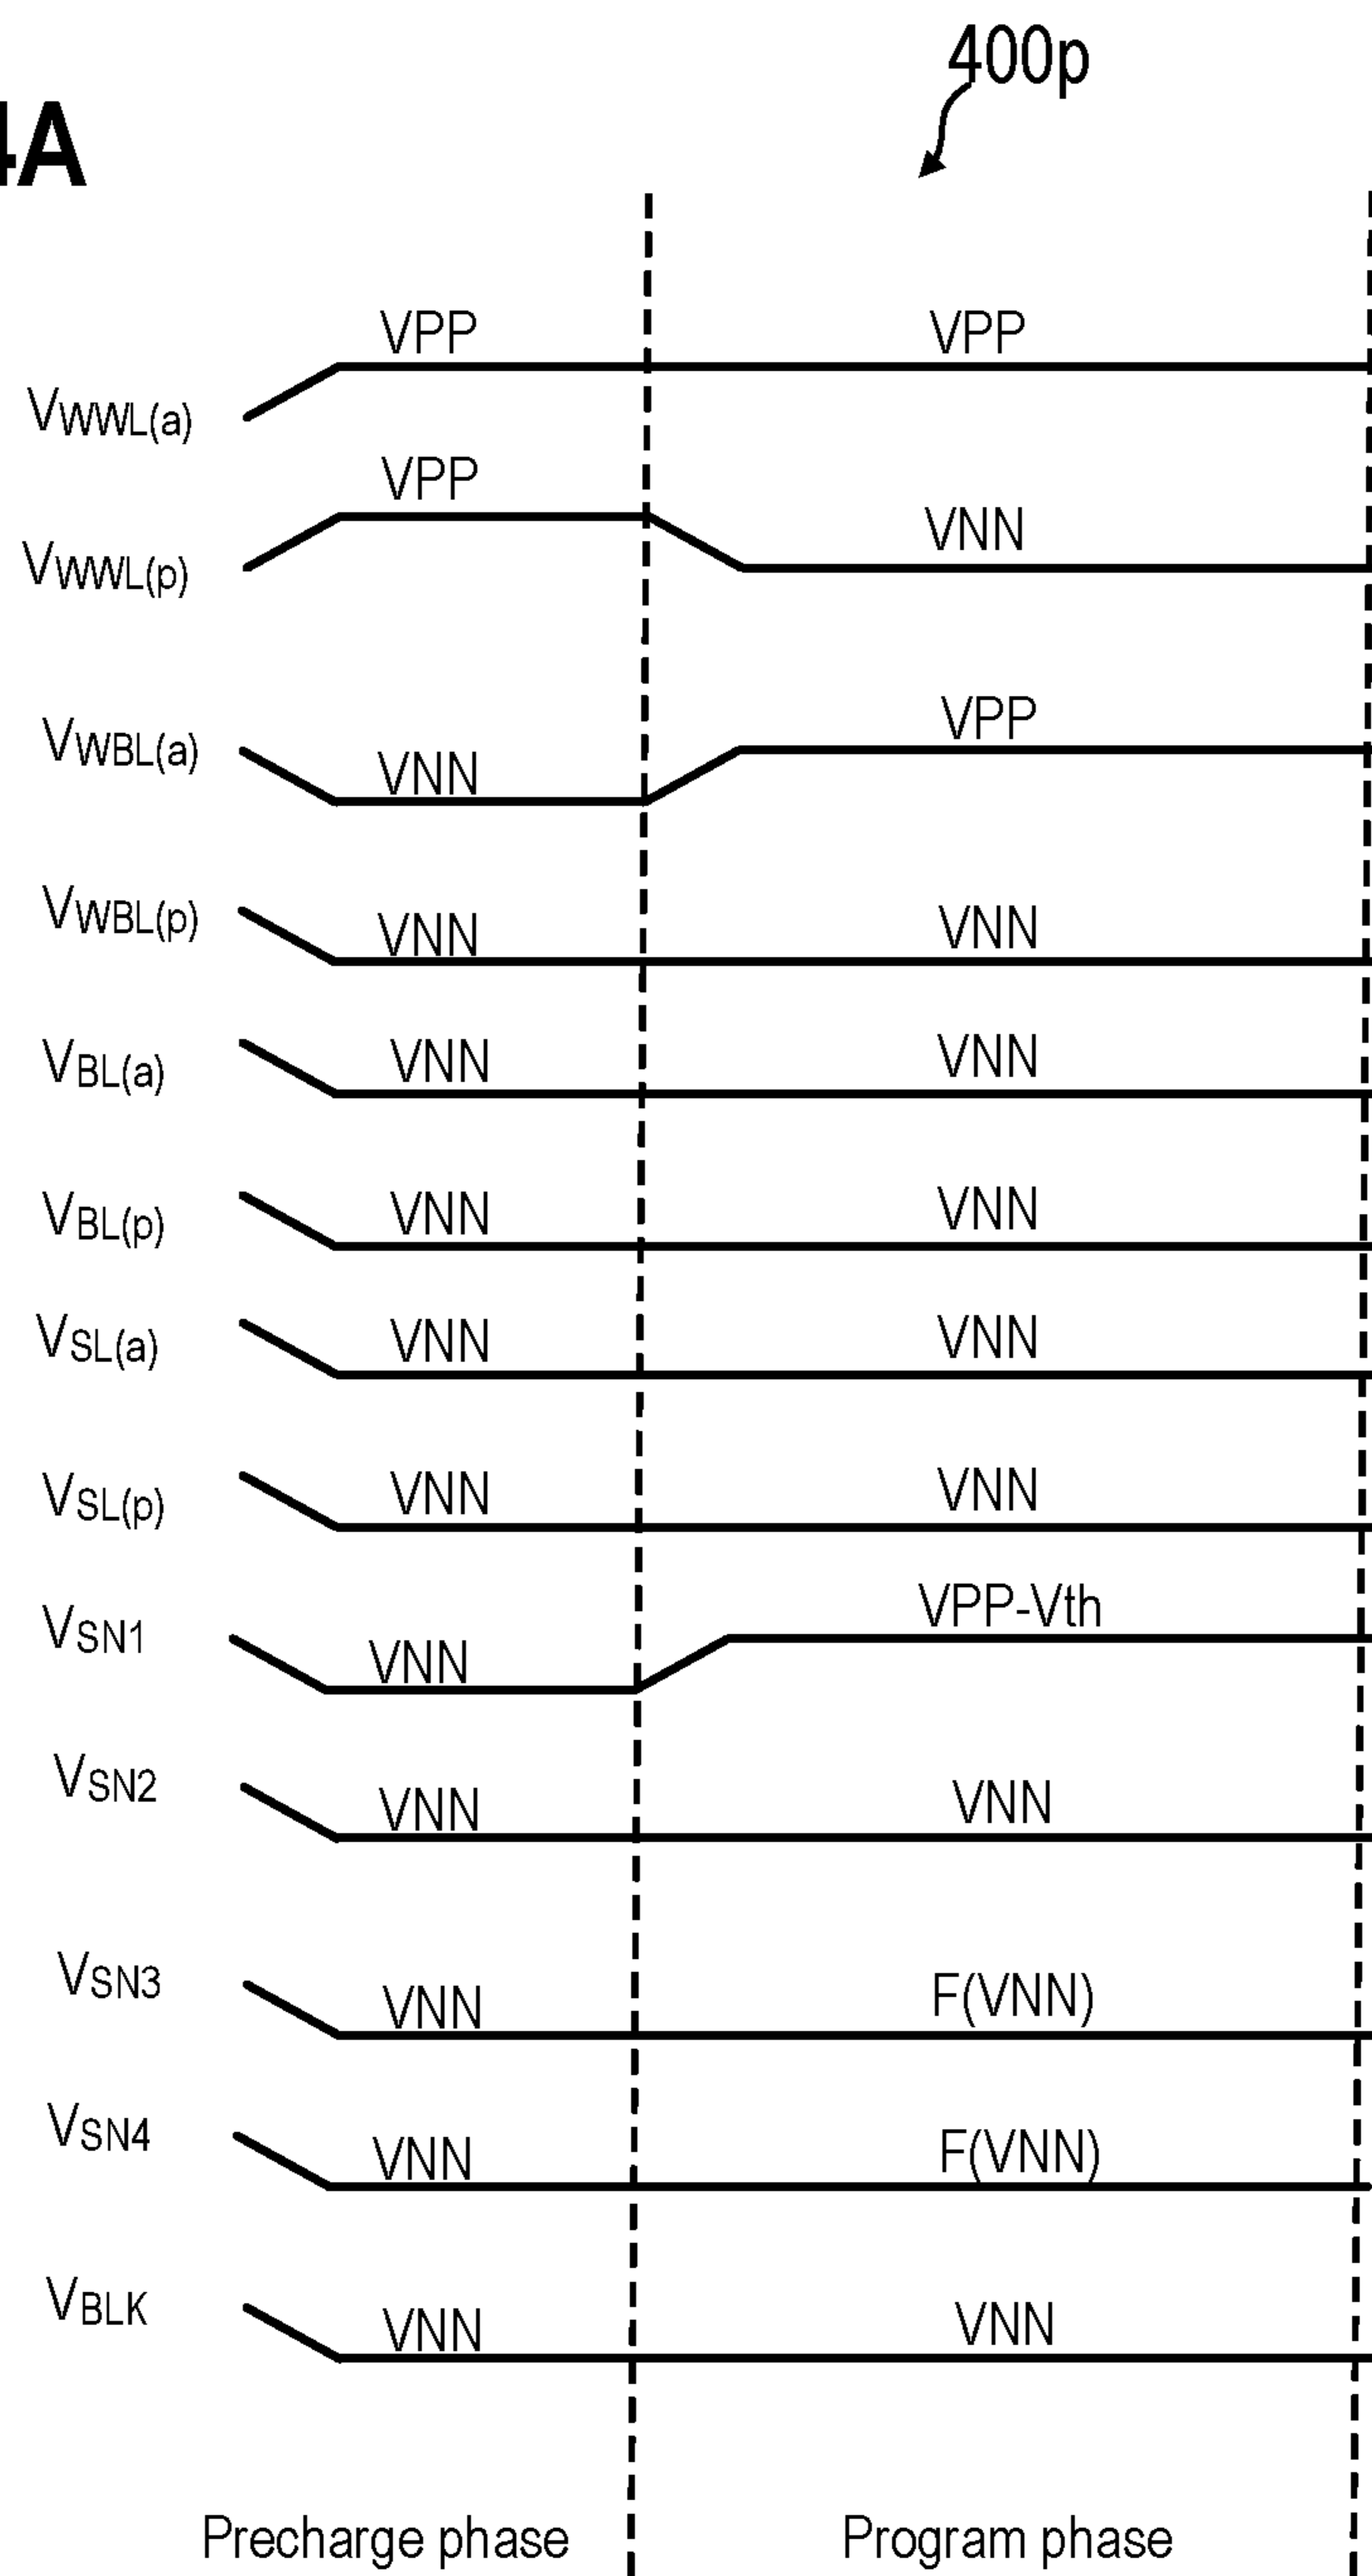 400p
4A
VPP VPP
VWWL(a)
VPP VNN
VWWL(p)
VWBL(a) VNN VPP
VWBL(p) VNN VNN
VBL(a) VNN VNN
VBL(p) VNN VNN
VSL(a) VNN VNN
VSL(p) VNN VNN
VSN1 VNN VPP-Vth
VSN2 VNN VNN
VSN3 VNN F(VNN)
VSN4 VNN F(VNN)
VBLK VNN VNN
Precharge phase Program phase